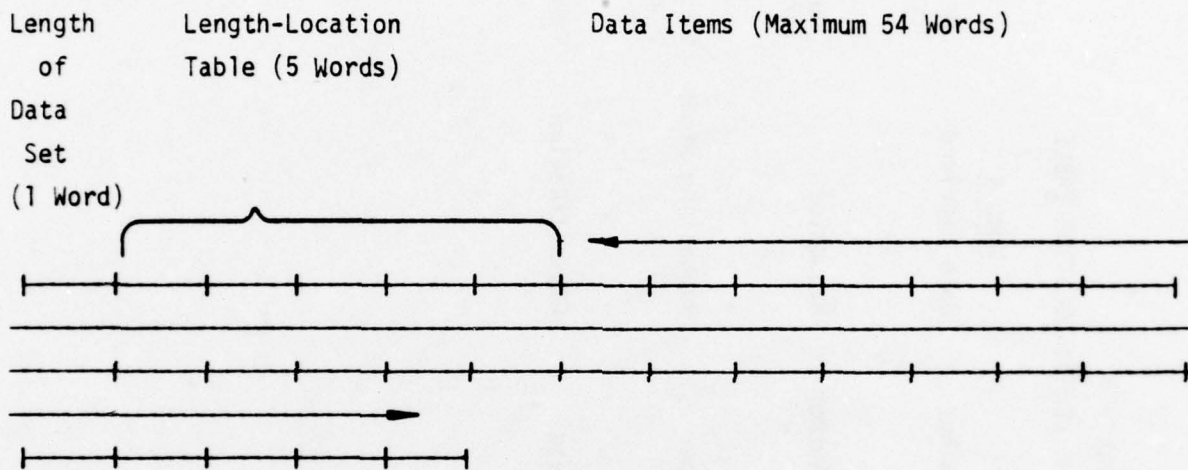 Length
of
Data
Set
(1 Word)
Length-Location
Table (5 Words)
Data Items (Maximum 54 Words)